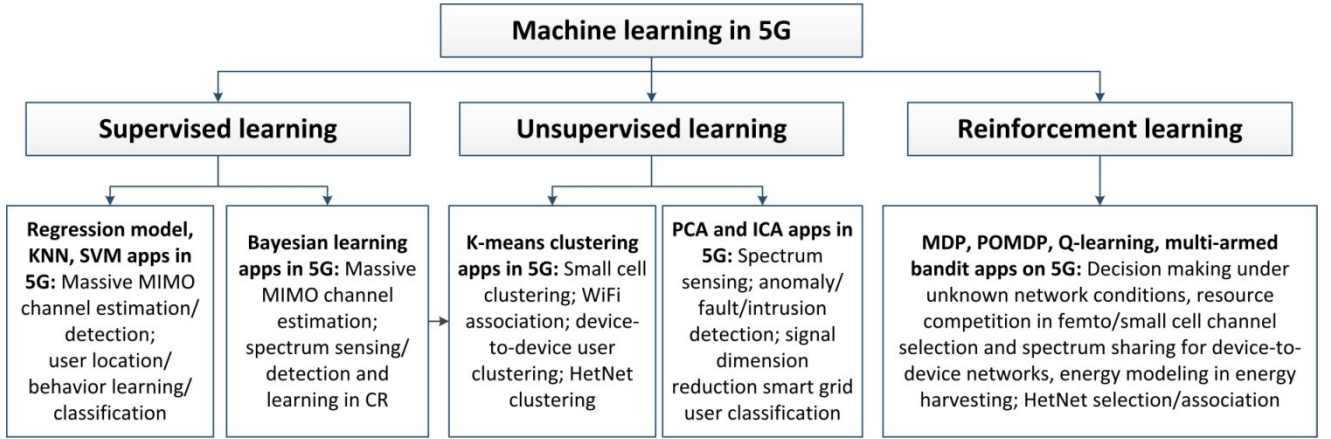 Machine learning in 5G
Supervised learning
Unsupervised learning
Reinforcement learning
Regression model,
KNN, SVM apps in
5G: Massive MIMO
channel estimation/
detection;
user location/
behavior learning/
classification
Bayesian learning
apps in 5G: Massive
MIMO channel
estimation;
spectrum sensing/
detection and
learning in CR
K-means clustering
apps in 5G: Small cell
clustering; WiFi
association; device-
to-device user
clustering; HetNet
clustering
PCA and ICA apps in
5G: Spectrum
sensing; anomaly/
fault/intrusion
detection; signal
dimension
reduction smart grid
user classification
MDP, POMDP, Q-learning, multi-armed
bandit apps on 5G: Decision making under
unknown network conditions, resource
competition in femto/small cell channel
selection and spectrum sharing for device-to-
device networks, energy modeling in energy
harvesting; HetNet selection/association